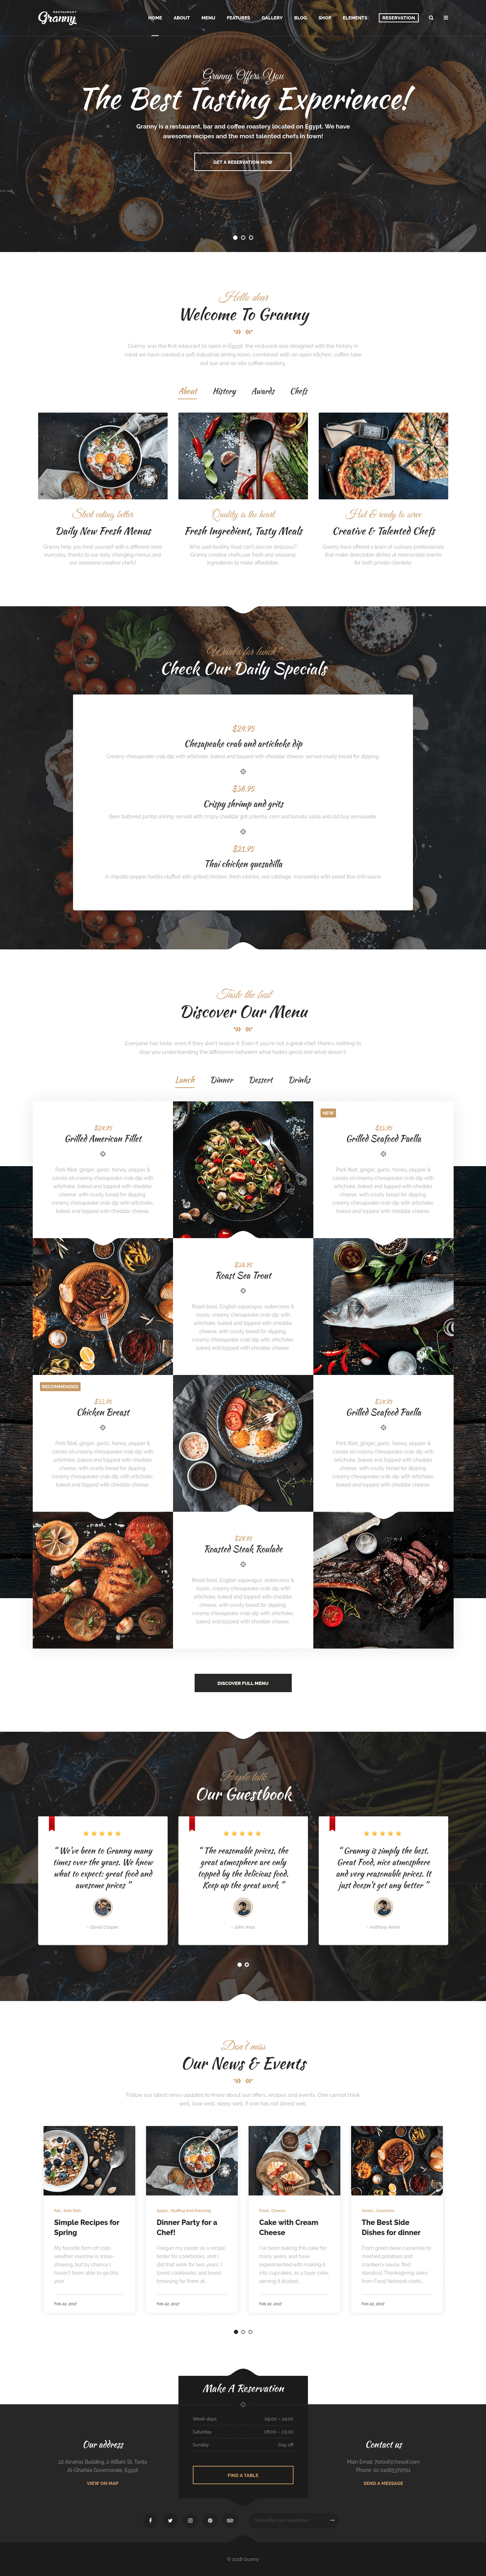 RESTAURANT
Granny
HOME ABOUT MENU FEATURES GALLERY BLOG SHOP ELEMENTS RESERVATION
Granny Offers You
The Best Tasting Experience!
Granny is a restaurant, bar and coffee roastery located on Egypt. We have
awesome recipes and the most talented chefs in town!
GET A RESERVATION NOW
Hello dear
Welcome To Granny
Granny was the first retaurant to open in Egypt, the resturant was designed with the history in
mind we have created a soft industrial dining room, combined with an open kitchen, coffee take
out bar and on site coffee roastery.
About History Awards Chefs
Start eating better
Daily New Fresh Menus
Granny help you treat yourself with a different meal
everyday, thanks to our daily changing menus and
our awesome creative chefs!
Quality is the heart
Fresh Ingredient, Tasty Meals
Who said healthy food can't also be delicious?
Granny creative chefs use fresh and seasonal
ingredients to make affordable.
Hot & ready to serve
Creative & Talented Chefs
Granny have offered a team of culinary professionals
that make delectable dishes at memorable events
for both private clientele.
What's for lunch?
Check Our Daily Specials
$24.95
Chesapeake crab and artichoke dip
Creamy chesapeake crab dip with artichoke, baked and topped with cheddar cheese, served crusty bread for dipping.
$36.95
Crispy shrimp and grits
Beer battered jumbo shrimp served with crispy cheddar grit polenta, corn and tomato salsa and old bay remoulade.
$21.95
Thai chicken quesadilla
A chipotle pepper tortilla stuffed with grilled chicken, fresh cilantro, red cabbage, mozzarella with sweet thai chili sauce
Taste the best
Discover Our Menu
Everyone has taste, even if they don't realize it. Even if you're not a great chef, there's nothing to
stop you understanding the difference between what tastes good and what doesn't.
Lunch Dinner Dessert Drinks
$24.95
Grilled American Fillet
Pork fillet, ginger, garlic, honey, pepper &
canola oil,creamy chesapeake crab dip with
artichoke, baked and topped with cheddar
cheese, with crusty bread for dipping.
creamy chesapeake crab dip with artichoke,
baked and topped with cheddar cheese
NEW
$15.95
Grilled Seafood Paella
Pork fillet, ginger, garlic, honey, pepper &
canola oil,creamy chesapeake crab dip with
artichoke, baked and topped with cheddar
cheese, with crusty bread for dipping.
creamy chesapeake crab dip with artichoke,
baked and topped with cheddar cheese
$38.95
Roast Sea Trout
Roast trout, English asparagus, watercress &
royals, creamy chesapeake crab dip with
artichoke, baked and topped with cheddar
cheese, with crusty bread for dipping.
creamy chesapeake crab dip with artichoke,
baked and topped with cheddar cheese
RECOMMENDED
$55.95
Chicken Breast
Pork fillet, ginger, garlic, honey, pepper &
canola oil,creamy chesapeake crab dip with
artichoke, baked and topped with cheddar
cheese, with crusty bread for dipping.
creamy chesapeake crab dip with artichoke,
baked and topped with cheddar cheese
Grilled Seafood Paella
Pork fillet, ginger, garlic, honey, pepper &
canola oil,creamy chesapeake crab dip with
artichoke, baked and topped with cheddar
cheese, with crusty bread for dipping.
creamy chesapeake crab dip with artichoke,
baked and topped with cheddar cheese
$29.95
Roasted Steak Roulade
Roast trout, English asparagus, watercress &
royals, creamy chesapeake crab dip with
artichoke, baked and topped with cheddar
cheese, with crusty bread for dipping.
creamy chesapeake crab dip with artichoke,
baked and topped with cheddar cheese
DISCOVER FULL MENU
People talk
Our Guestbook
“ We've been to Granny many
times over the years. We know
what to expect: great food and
awesome prices ”
- David Cooper
“ The reasonable prices, the
great atmosphere are only
topped by the delicious food.
Keep up the great work ”
“ Granny is simply the best.
Great Food, nice atmosphere
and very reasonable prices. It
just doesn't get any better ”
Don't miss
Our News & Events
Follow our latest news updates to know about our offers, recipes and events. One cannot think
well, love well, sleep well, if one has not dined well.
Simple Recipes for
Spring
My favorite form of cold-
weather exercise is snow-
showing, but by chance I
haven't been able to go this
year.
Feb 22, 2017
Apple , Stuffing And Dressing
Dinner Party for a
Chef!
I began my career as a recipe
tester for cookbooks, and I
did that work for two years. I
loved cookbooks and loved
browsing for them at...
Feb 22, 2017
Food , Cheese
Cake with Cream
Cheese
I've been baking this cake for
many years, and have
experimented with making it
into cupcakes, as a layer cake,
serving it studied...
Feb 22, 2017
Green , Casserole
The Best Side
Dishes for dinner
From green bean casserole to
mashed potatoes and
cranberry sauce, find
standout Thanksgiving sides
from Food Network chefs..
Feb 22, 2017
Make A Reservation
Week days 09:00 – 24:00
Saturday 08:00 – 03:00
Sunday Day off
FIND A TABLE
Our address
22 Alnahas Building, 2 AlBahr St, Tanta
Al-Gharbia Governorate, Egypt
VIEW ON MAP
Contact us
Main Email:
Phone: 02 01065370701
SEND A MESSAGE
© 2018 Granny